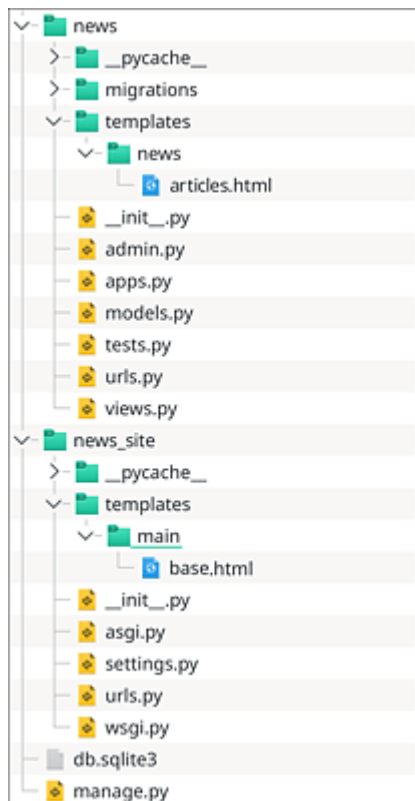 news
__pycache__
migrations
templates
news
articles.html
__init__.py
admin.py
apps.py
models.py
tests.py
urls.py
views.py
news_site
__pycache__
templates
main
base.html
__init__.py
asgi.py
settings.py
urls.py
wsgi.py
db.sqlite3
manage.py